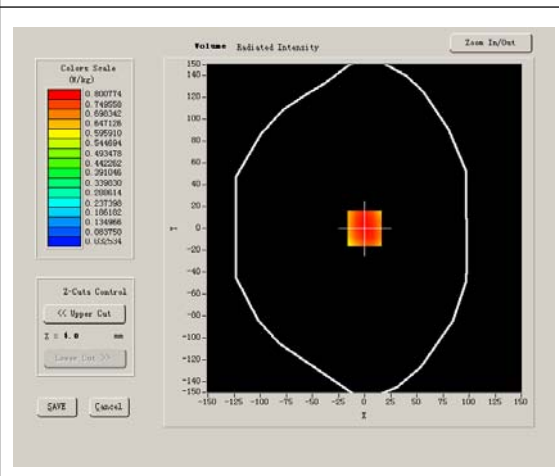 Volume Radiated Intensity
Zoom In/Out
Colors Scale
(W/kg)
0.800774
0.749558
0.698342
0.647126
0.595910
0.544694
0.493478
0.442262
0.391046
0.339830
0.288614
0.237398
0.186182
0.134966
0.083750
0.032534
Z-Cuts Control
<< Upper Cut
Z = 4.0 mm
Lower Cut >>
SAVE
Cancel
150
140
120
100
80
60
40
20
0
-20
-40
-60
-80
-100
-120
-140
-150
Y
-150 -125 -100 -75 -50 -25 0 25 50 75 100 125 150
X